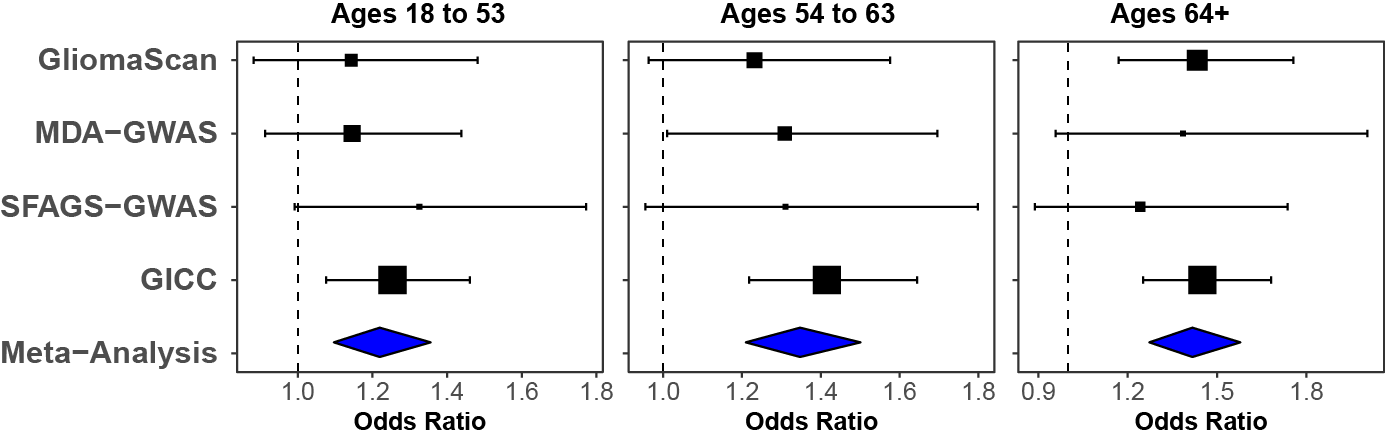 Ages 18 to 53 Ages 54 to 63 Ages 64+
GliomaScan
MDA−GWAS
SFAGS−GWAS
GICC
Meta−Analysis
1.0 1.2 1.4 1.6 1.8 1.0 1.2 1.4 1.6 1.8 0.9 1.2 1.5 1.8
Odds Ratio Odds Ratio Odds Ratio